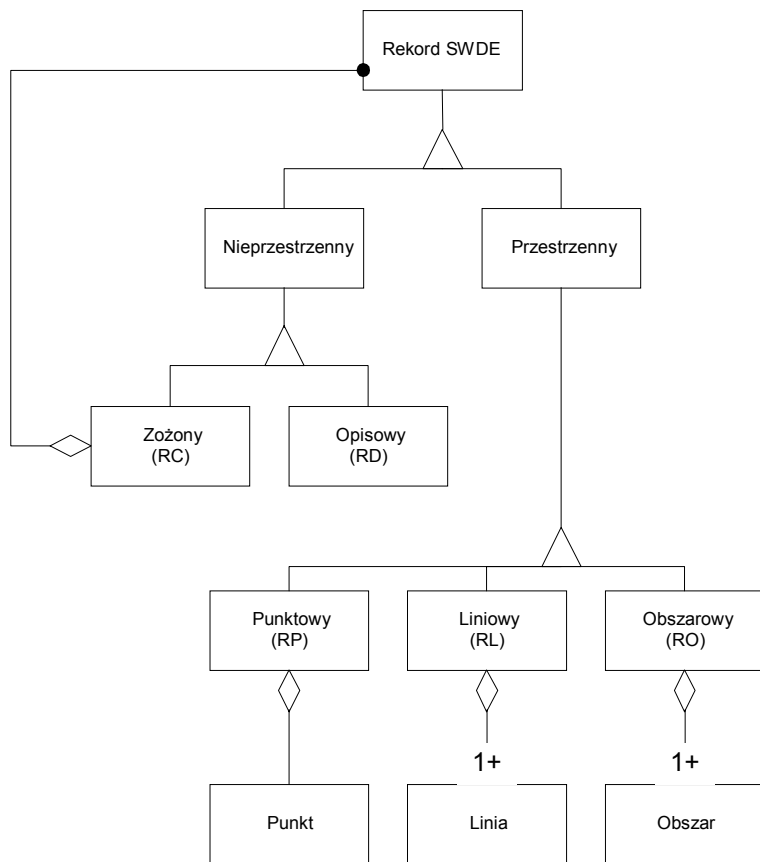 Rekord SWDE
Nieprzestrzenny
Przestrzenny
Zożony
(RC)
Opisowy
(RD)
Punktowy
(RP)
Liniowy
(RL)
Obszarowy
(RO)
1+
1+
Punkt
Linia
Obszar